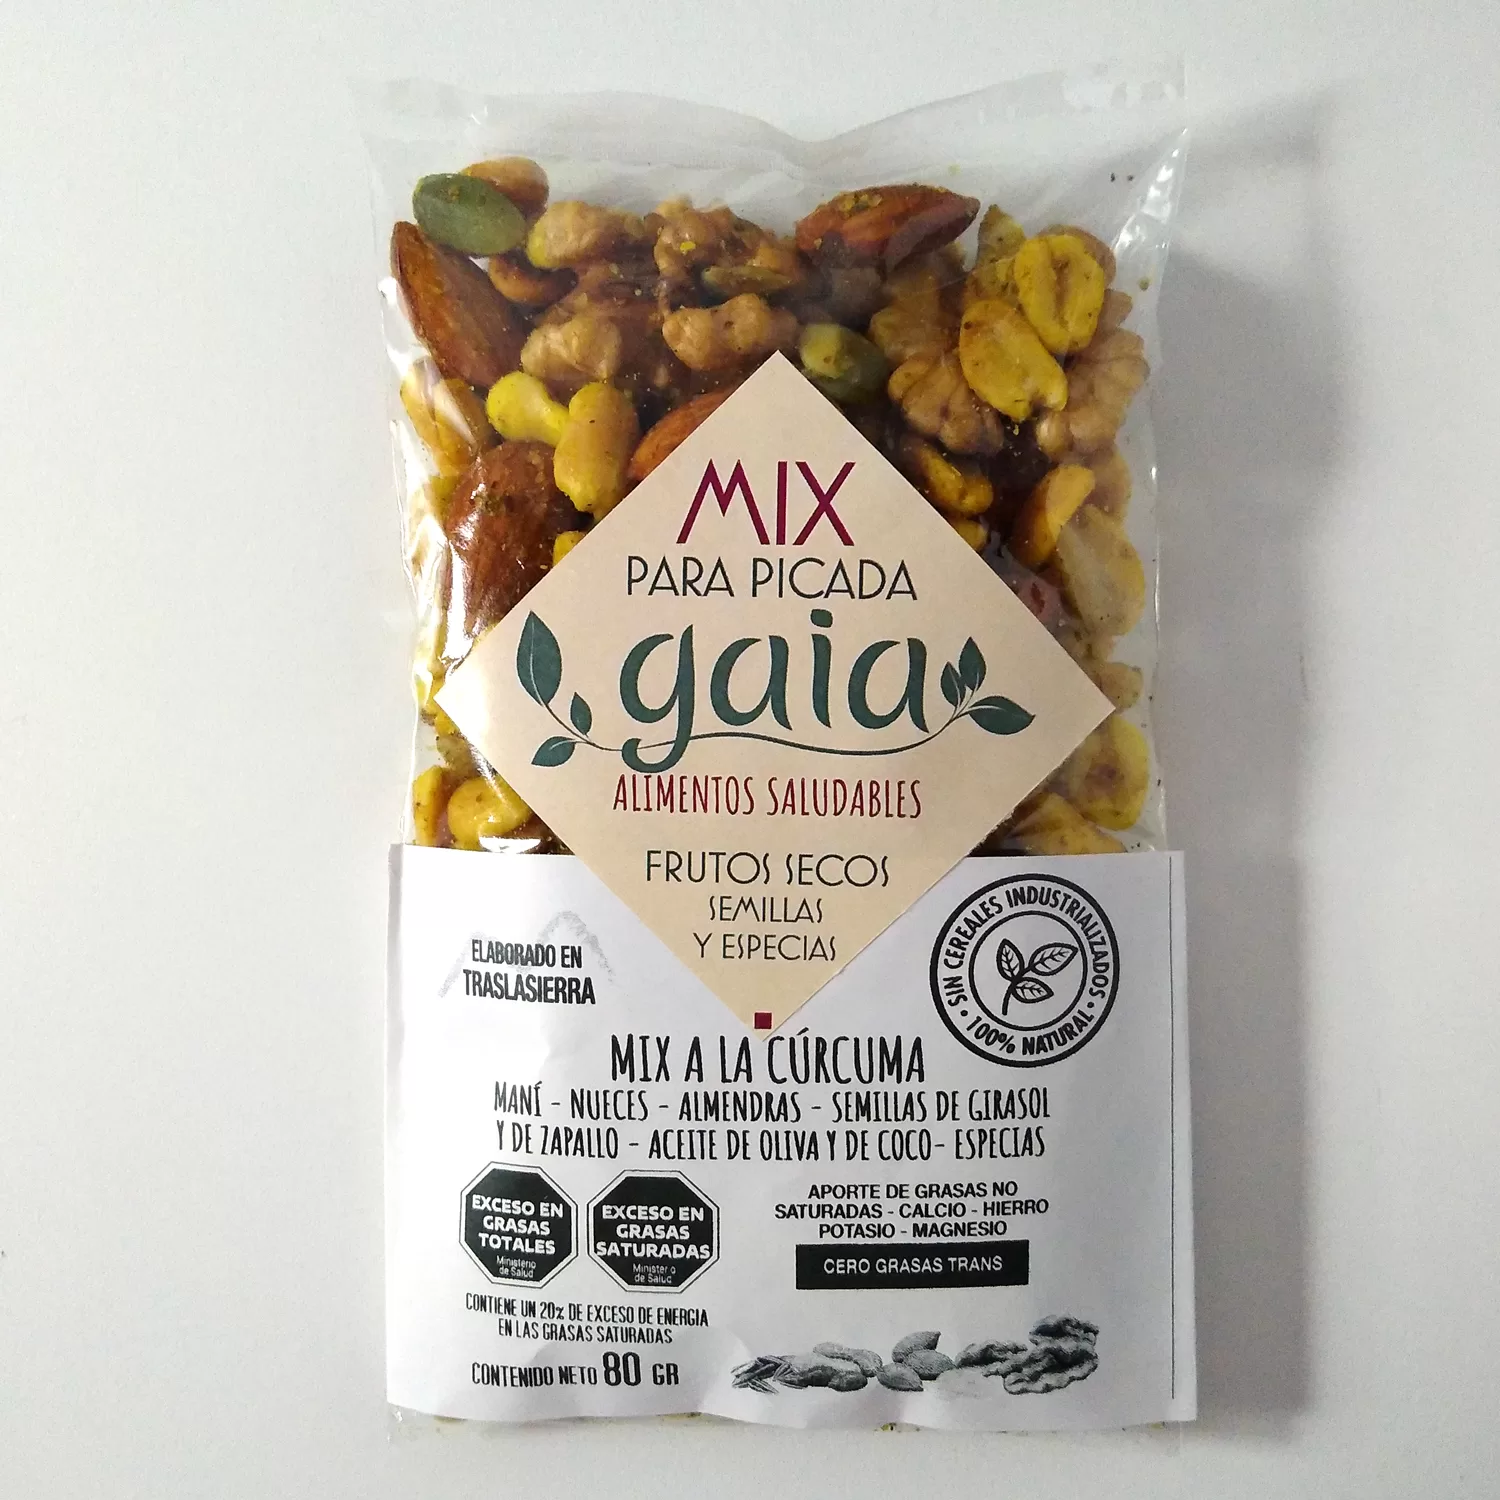 MIX
PARA PICADA
gaia
ALIMENTOS SALUDABLES
FRUTOS SECOS
SEMILLAS
Y ESPECIAS
ELABORADO EN
TRASLASIERRA
SIN CEREALES INDUSTRIALIZADOS
• 100% NATURAL •
MIX A LA CÚRCUMA
MANÍ - NUECES - ALMENDRAS - SEMILLAS DE GIRASOL
Y DE ZAPALLO - ACEITE DE OLIVA Y DE COCO- ESPECIAS
EXCESO EN
GRASAS
TOTALES
Ministerio
de Salud
EXCESO EN
GRASAS
SATURADAS
Ministerio
de Salud
APORTE DE GRASAS NO
SATURADAS - CALCIO - HIERRO
POTASIO - MAGNESIO
CERO GRASAS TRANS
CONTIENE UN 20% DE EXCESO DE ENERGIA
EN LAS GRASAS SATURADAS
CONTENIDO NETO 80 GR